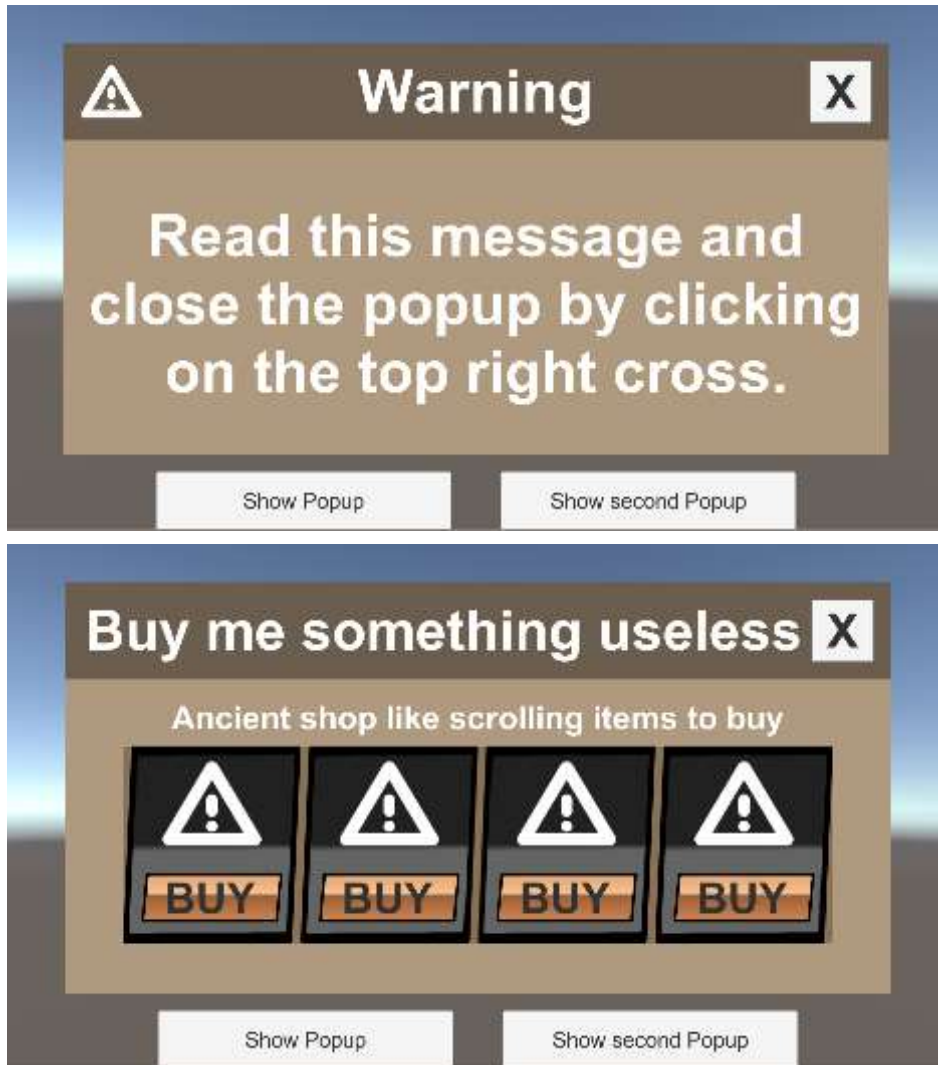 Warning
X
Read this message and
close the popup by clicking
on the top right cross.
Show Popup
Show second Popup
Buy me something useless
X
Ancient shop like scrolling items to buy
BUY
BUY
BUY
BUY
Show Popup
Show second Popup